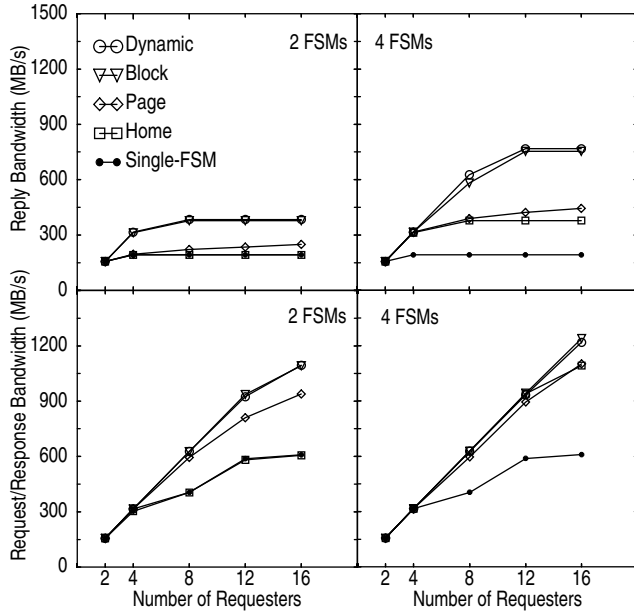 1500
1200
900
600
300
0
Reply Bandwidth (MB/s)
Dynamic
Block
Page
Home
Single-FSM
2 FSMs
4 FSMs
1200
900
600
300
0
Request/Response Bandwidth (MB/s)
2 FSMs
4 FSMs
2 4 8 12 16
2 4 8 12 16
Number of Requesters
Number of Requesters